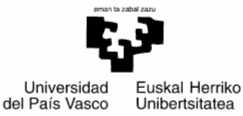 eman ta zabal zazu
Universidad
del País Vasco
Euskal Herriko
Unibertsitatea